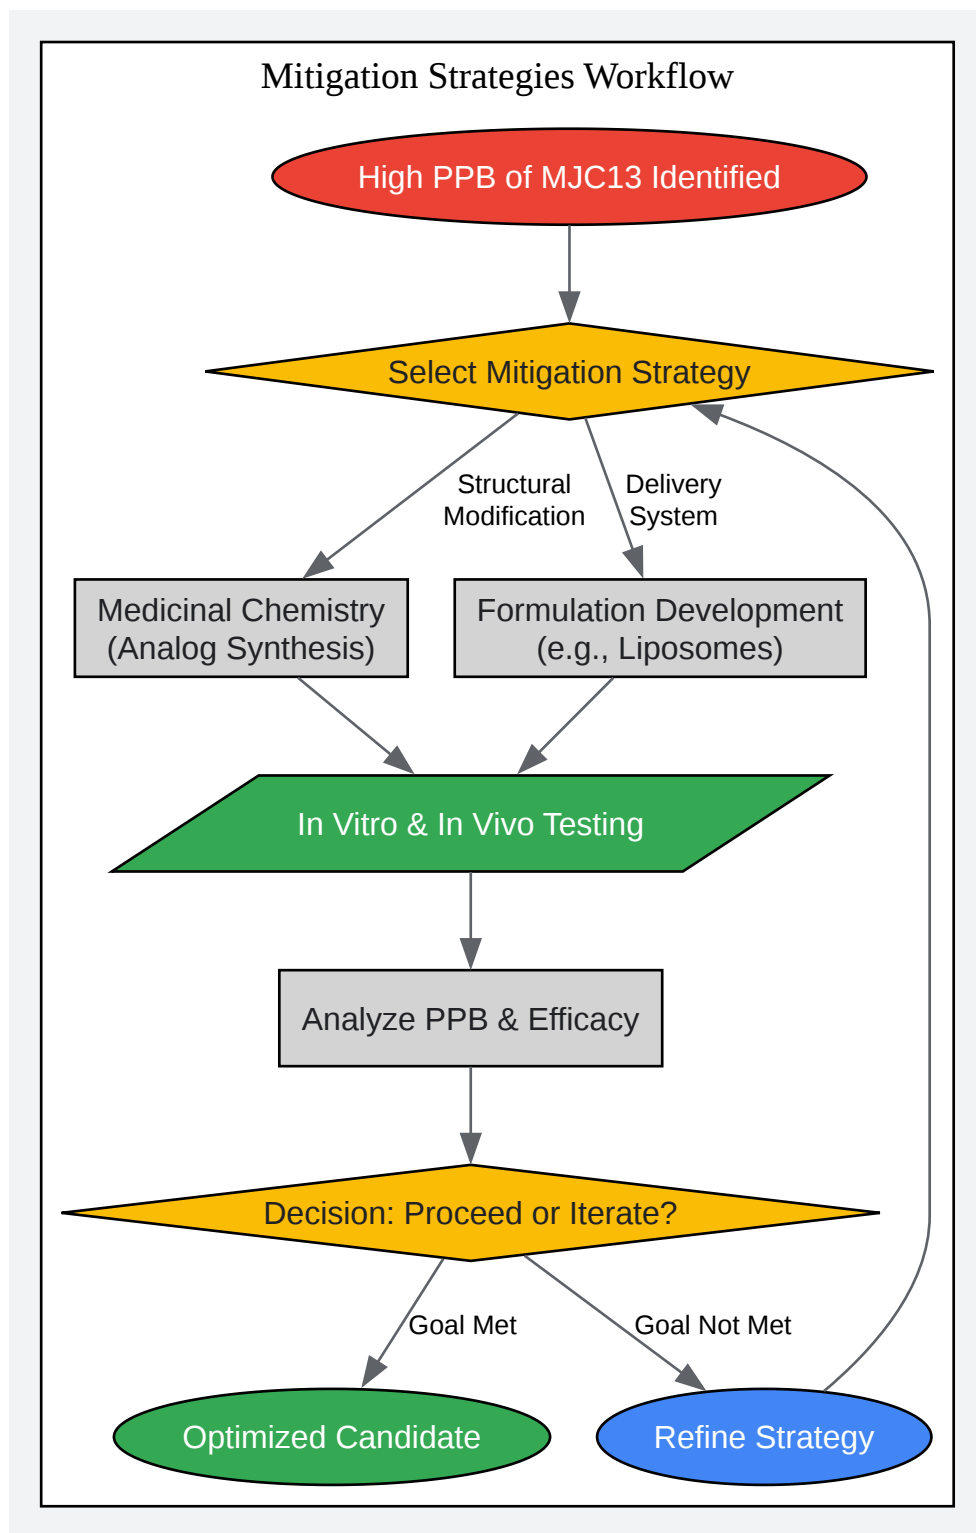 Mitigation Strategies Workflow
High PPB of MJC13 Identified
Select Mitigation Strategy
Structural
Modification
Delivery
System
Medicinal Chemistry
(Analog Synthesis)
Formulation Development
(e.g., Liposomes)
In Vitro & In Vivo Testing
Analyze PPB & Efficacy
Decision: Proceed or Iterate?
Goal Met
Goal Not Met
Optimized Candidate
Refine Strategy